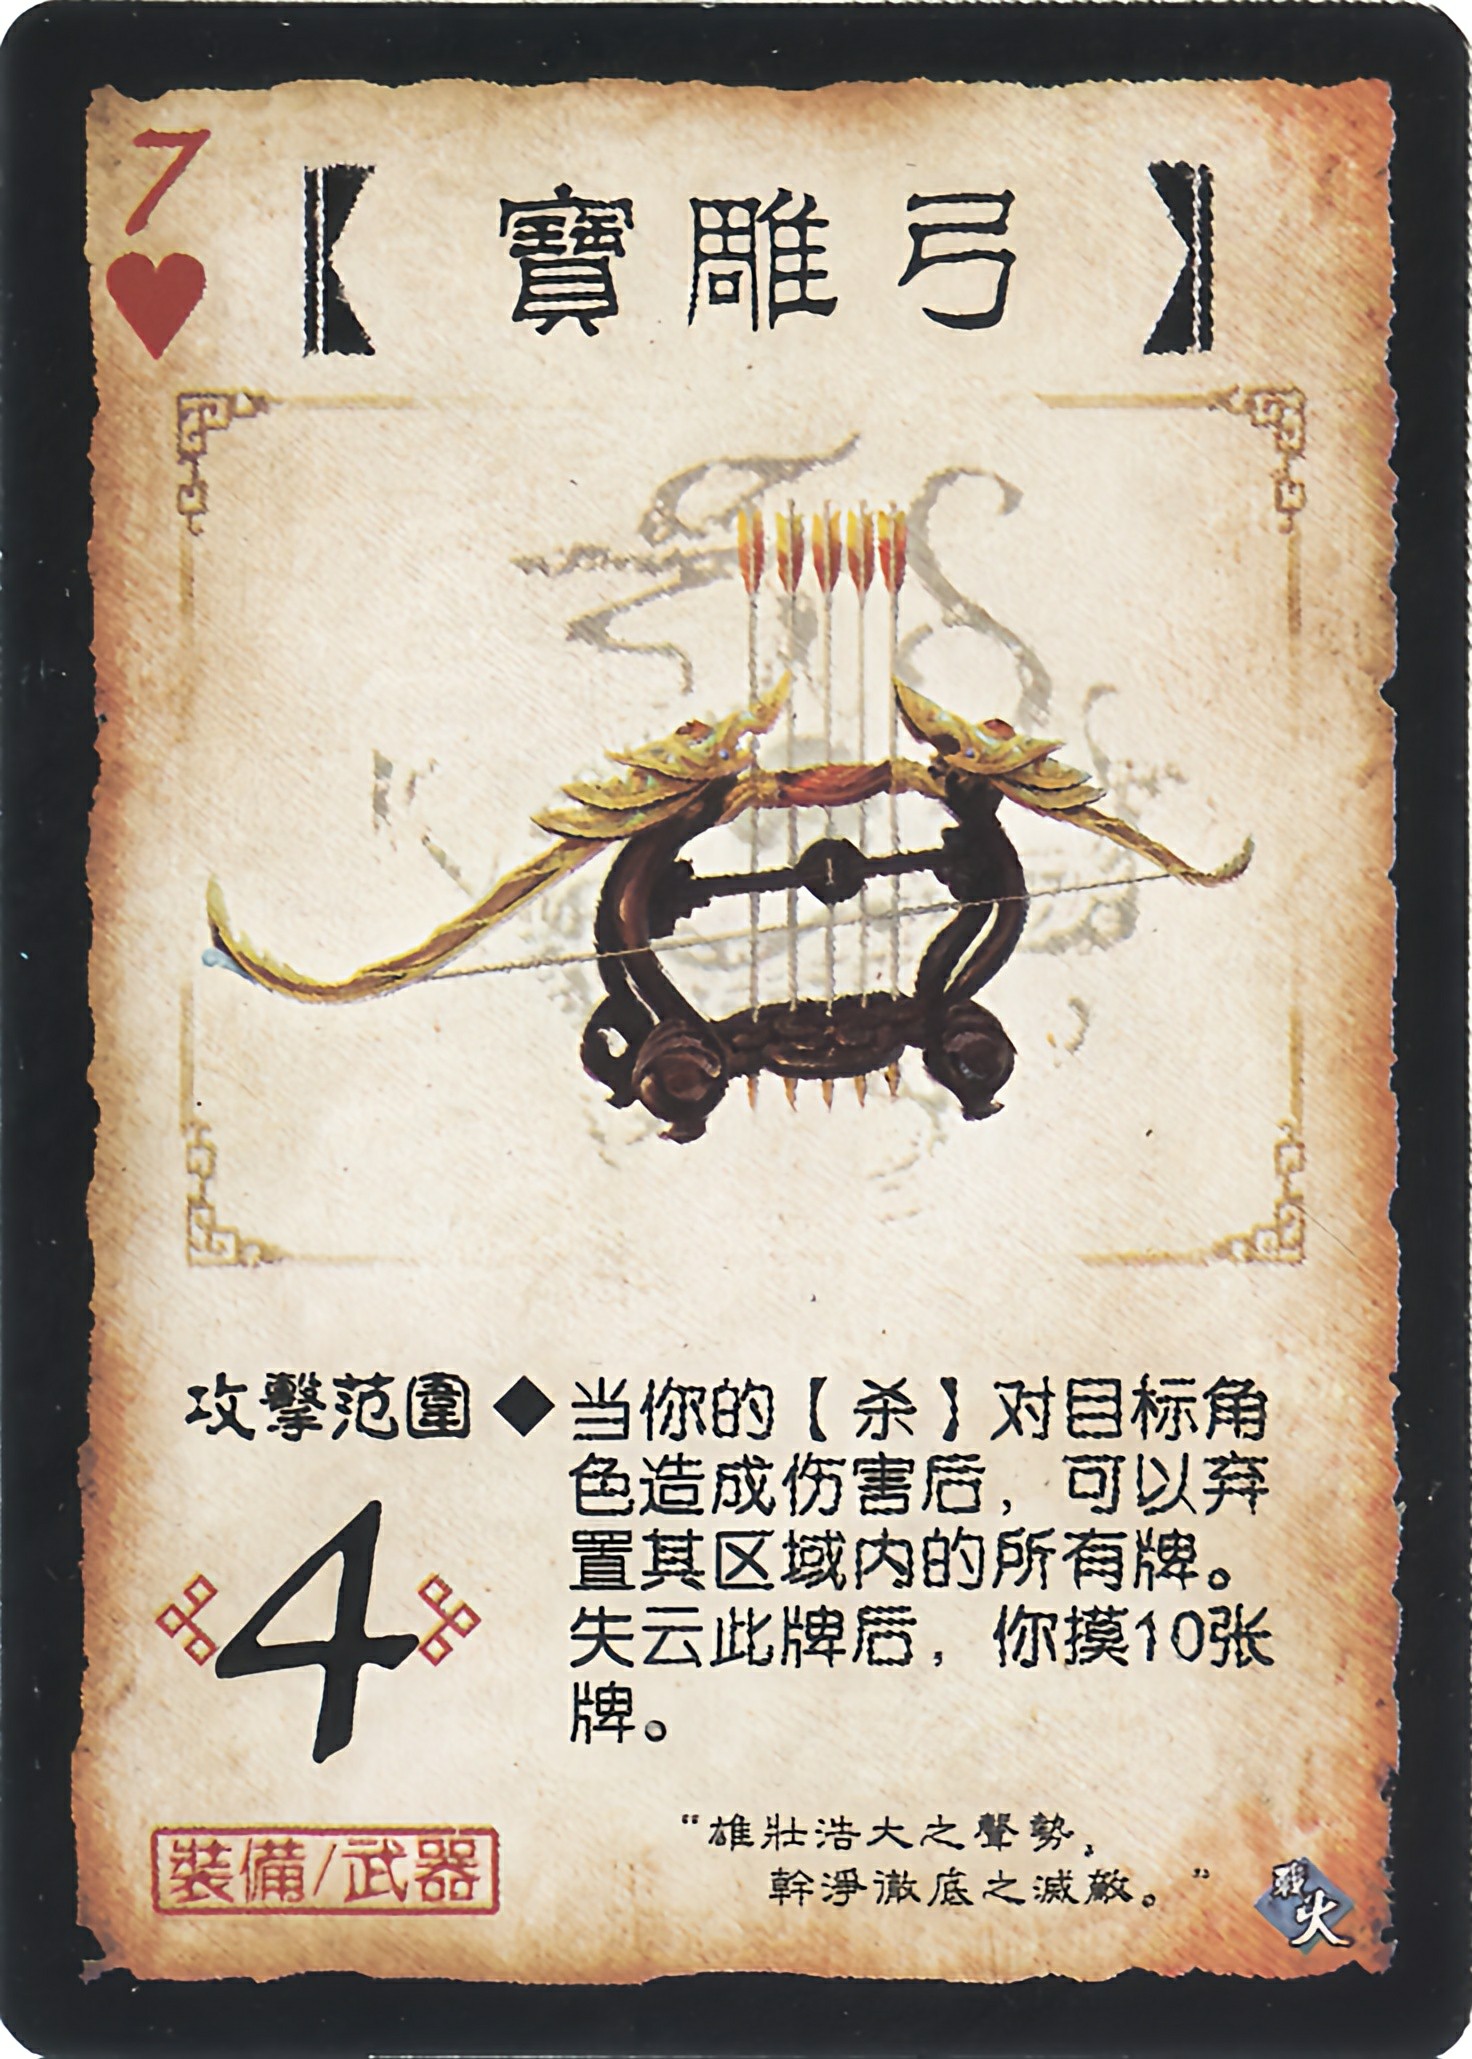 7
【寶雕弓】
攻擊范圍
4
◆当你的【杀】对目标角
色造成伤害后，可以弃
置其区域内的所有牌。
失云此牌后，你摸10张
牌。
裝備/武器
“雄壯浩大之聲勢，
幹淨澈底之滅敵。”
戰火